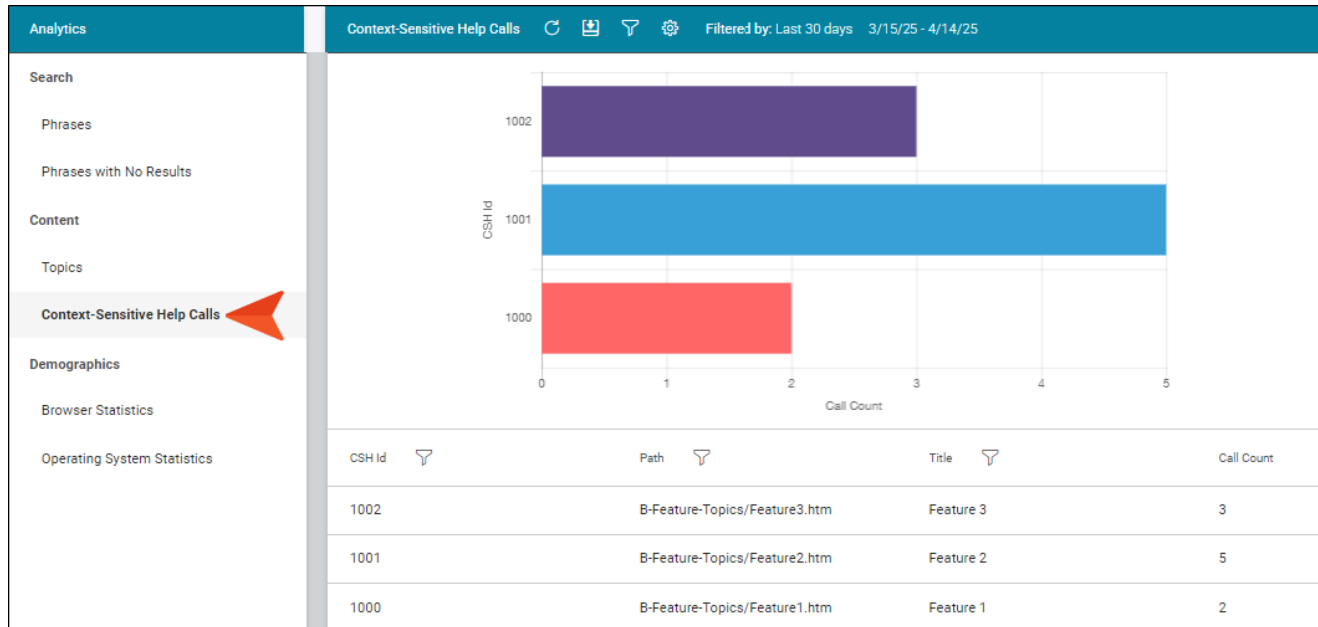 Analytics
Context-Sensitive Help Calls
Filtered by: Last 30 days 3/15/25 - 4/14/25
Search
Phrases
Phrases with No Results
Content
Topics
Context-Sensitive Help Calls
Demographics
Browser Statistics
Operating System Statistics
CSH Id
1002
1001
1000
0 1 2 3 4 5
Call Count
CSH Id Path Title Call Count
1002 B-Feature-Topics/Feature3.htm Feature 3 3
1001 B-Feature-Topics/Feature2.htm Feature 2 5
1000 B-Feature-Topics/Feature1.htm Feature 1 2